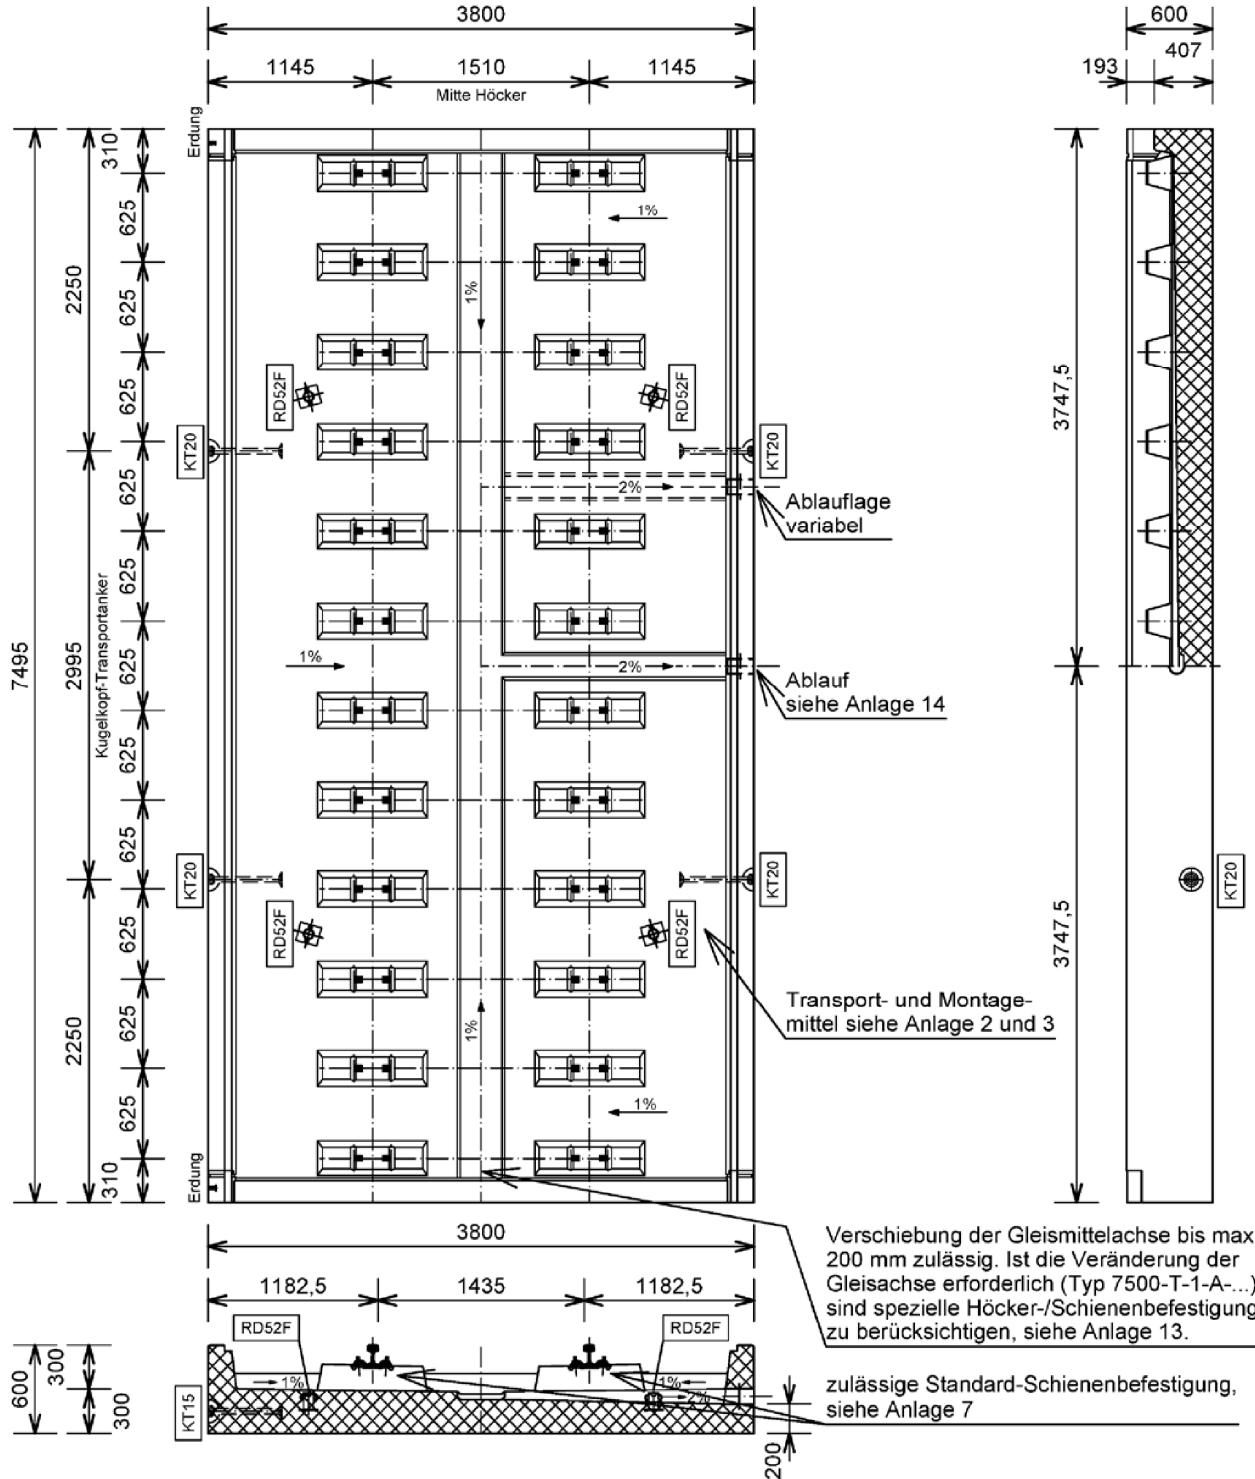 3800
600
1145
1510
1145
193
407
Mitte Höcker
Erdung
310
625
1%
625
2250
1%
625
RD52F
RD52F
3747,5
KT20
KT20
625
2%
Ablauflage
variabel
625
7495
2995
Kugelkopf-Transportanker
625
1%
2%
Ablauf
siehe Anlage 14
625
625
KT20
KT20
KT20
RD52F
RD52F
625
3747,5
Transport- und Montage-
mittel siehe Anlage 2 und 3
2250
625
1%
625
1%
310
Erdung
3800
Verschiebung der Gleismittelachse bis max
200 mm zulässig. Ist die Veränderung der
Gleisachse erforderlich (Typ 7500-T-1-A-...)
sind spezielle Höcker-/Schienenbefestigung
zu berücksichtigen, siehe Anlage 13.
1182,5
1435
1182,5
RD52F
RD52F
600
300
300
1%
1%
2%
KT15
200
zulässige Standard-Schienenbefestigung,
siehe Anlage 7